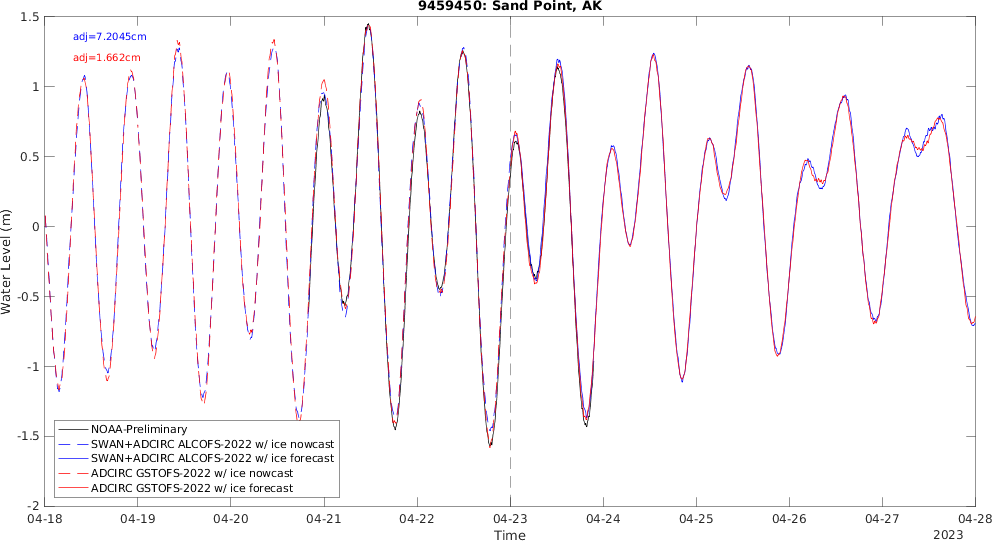 9459450: Sand Point, AK
adj=7.2045cm
adj=1.662cm
1.5
1
0.5
0
-0.5
-1
-1.5
-2
Water Level (m)
NOAA-Preliminary
SWAN+ADCIRC ALCOFS-2022 w/ ice nowcast
SWAN+ADCIRC ALCOFS-2022 w/ ice forecast
ADCIRC GSTOFS-2022 w/ ice nowcast
ADCIRC GSTOFS-2022 w/ ice forecast
04-18 04-19 04-20 04-21 04-22 04-23 04-24 04-25 04-26 04-27 04-28
Time
2023